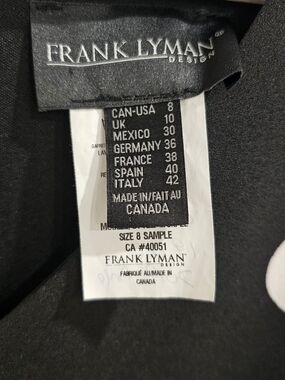 FRANK LYMAN
DESIGN
CAN-USA 8
UK 10
MEXICO 30
GERMANY 36
FRANCE 38
SPAIN 40
ITALY 42
MADE IN/FAIT AU
CANADA
SIZE 8 SAMPLE
CA #40051
FRANK LYMAN
DESIGN
FABRIQUÉ AU/MADE IN
CANADA